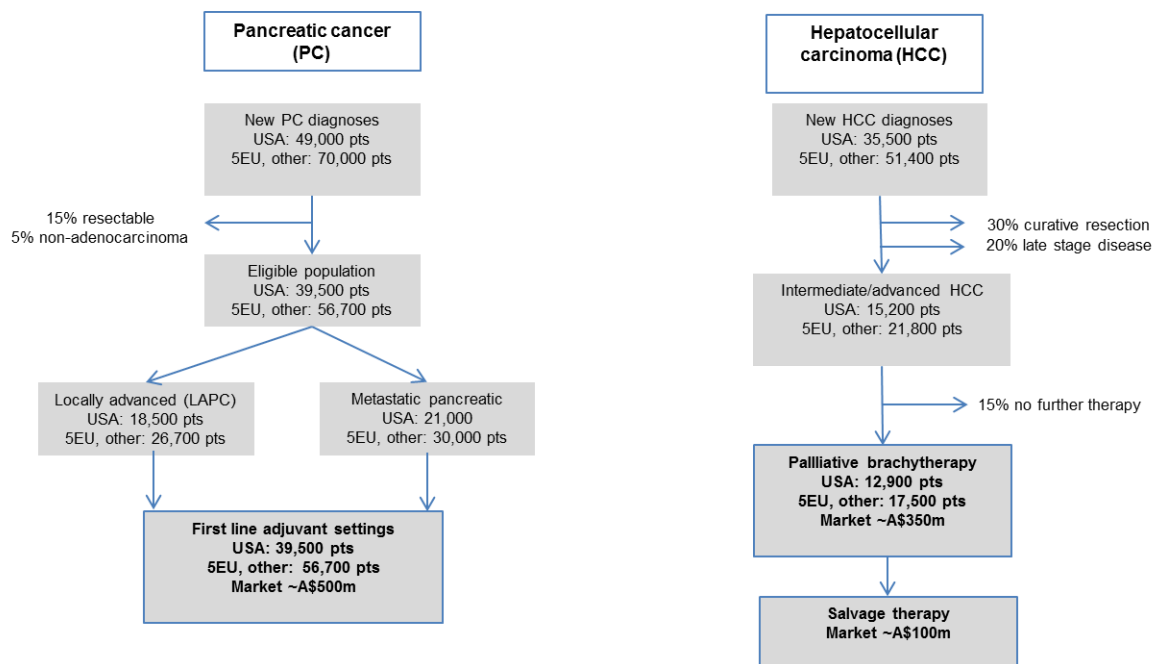 Pancreatic cancer
(PC)
New PC diagnoses
USA: 49,000 pts
5EU, other: 70,000 pts
15% resectable
5% non-adenocarcinoma
Eligible population
USA: 39,500 pts
5EU, other: 56,700 pts
Locally advanced (LAPC)
USA: 18,500 pts
5EU, other: 26,700 pts
Metastatic pancreatic
USA: 21,000
5EU, other: 30,000 pts
First line adjuvant settings
USA: 39,500 pts
5EU, other: 56,700 pts
Market ~A$500m
Hepatocellular
carcinoma (HCC)
New HCC diagnoses
USA: 35,500 pts
5EU, other: 51,400 pts
30% curative resection
20% late stage disease
Intermediate/advanced HCC
USA: 15,200 pts
5EU, other: 21,800 pts
15% no further therapy
Pallliative brachytherapy
USA: 12,900 pts
5EU, other: 17,500 pts
Market ~A$350m
Salvage therapy
Market ~A$100m